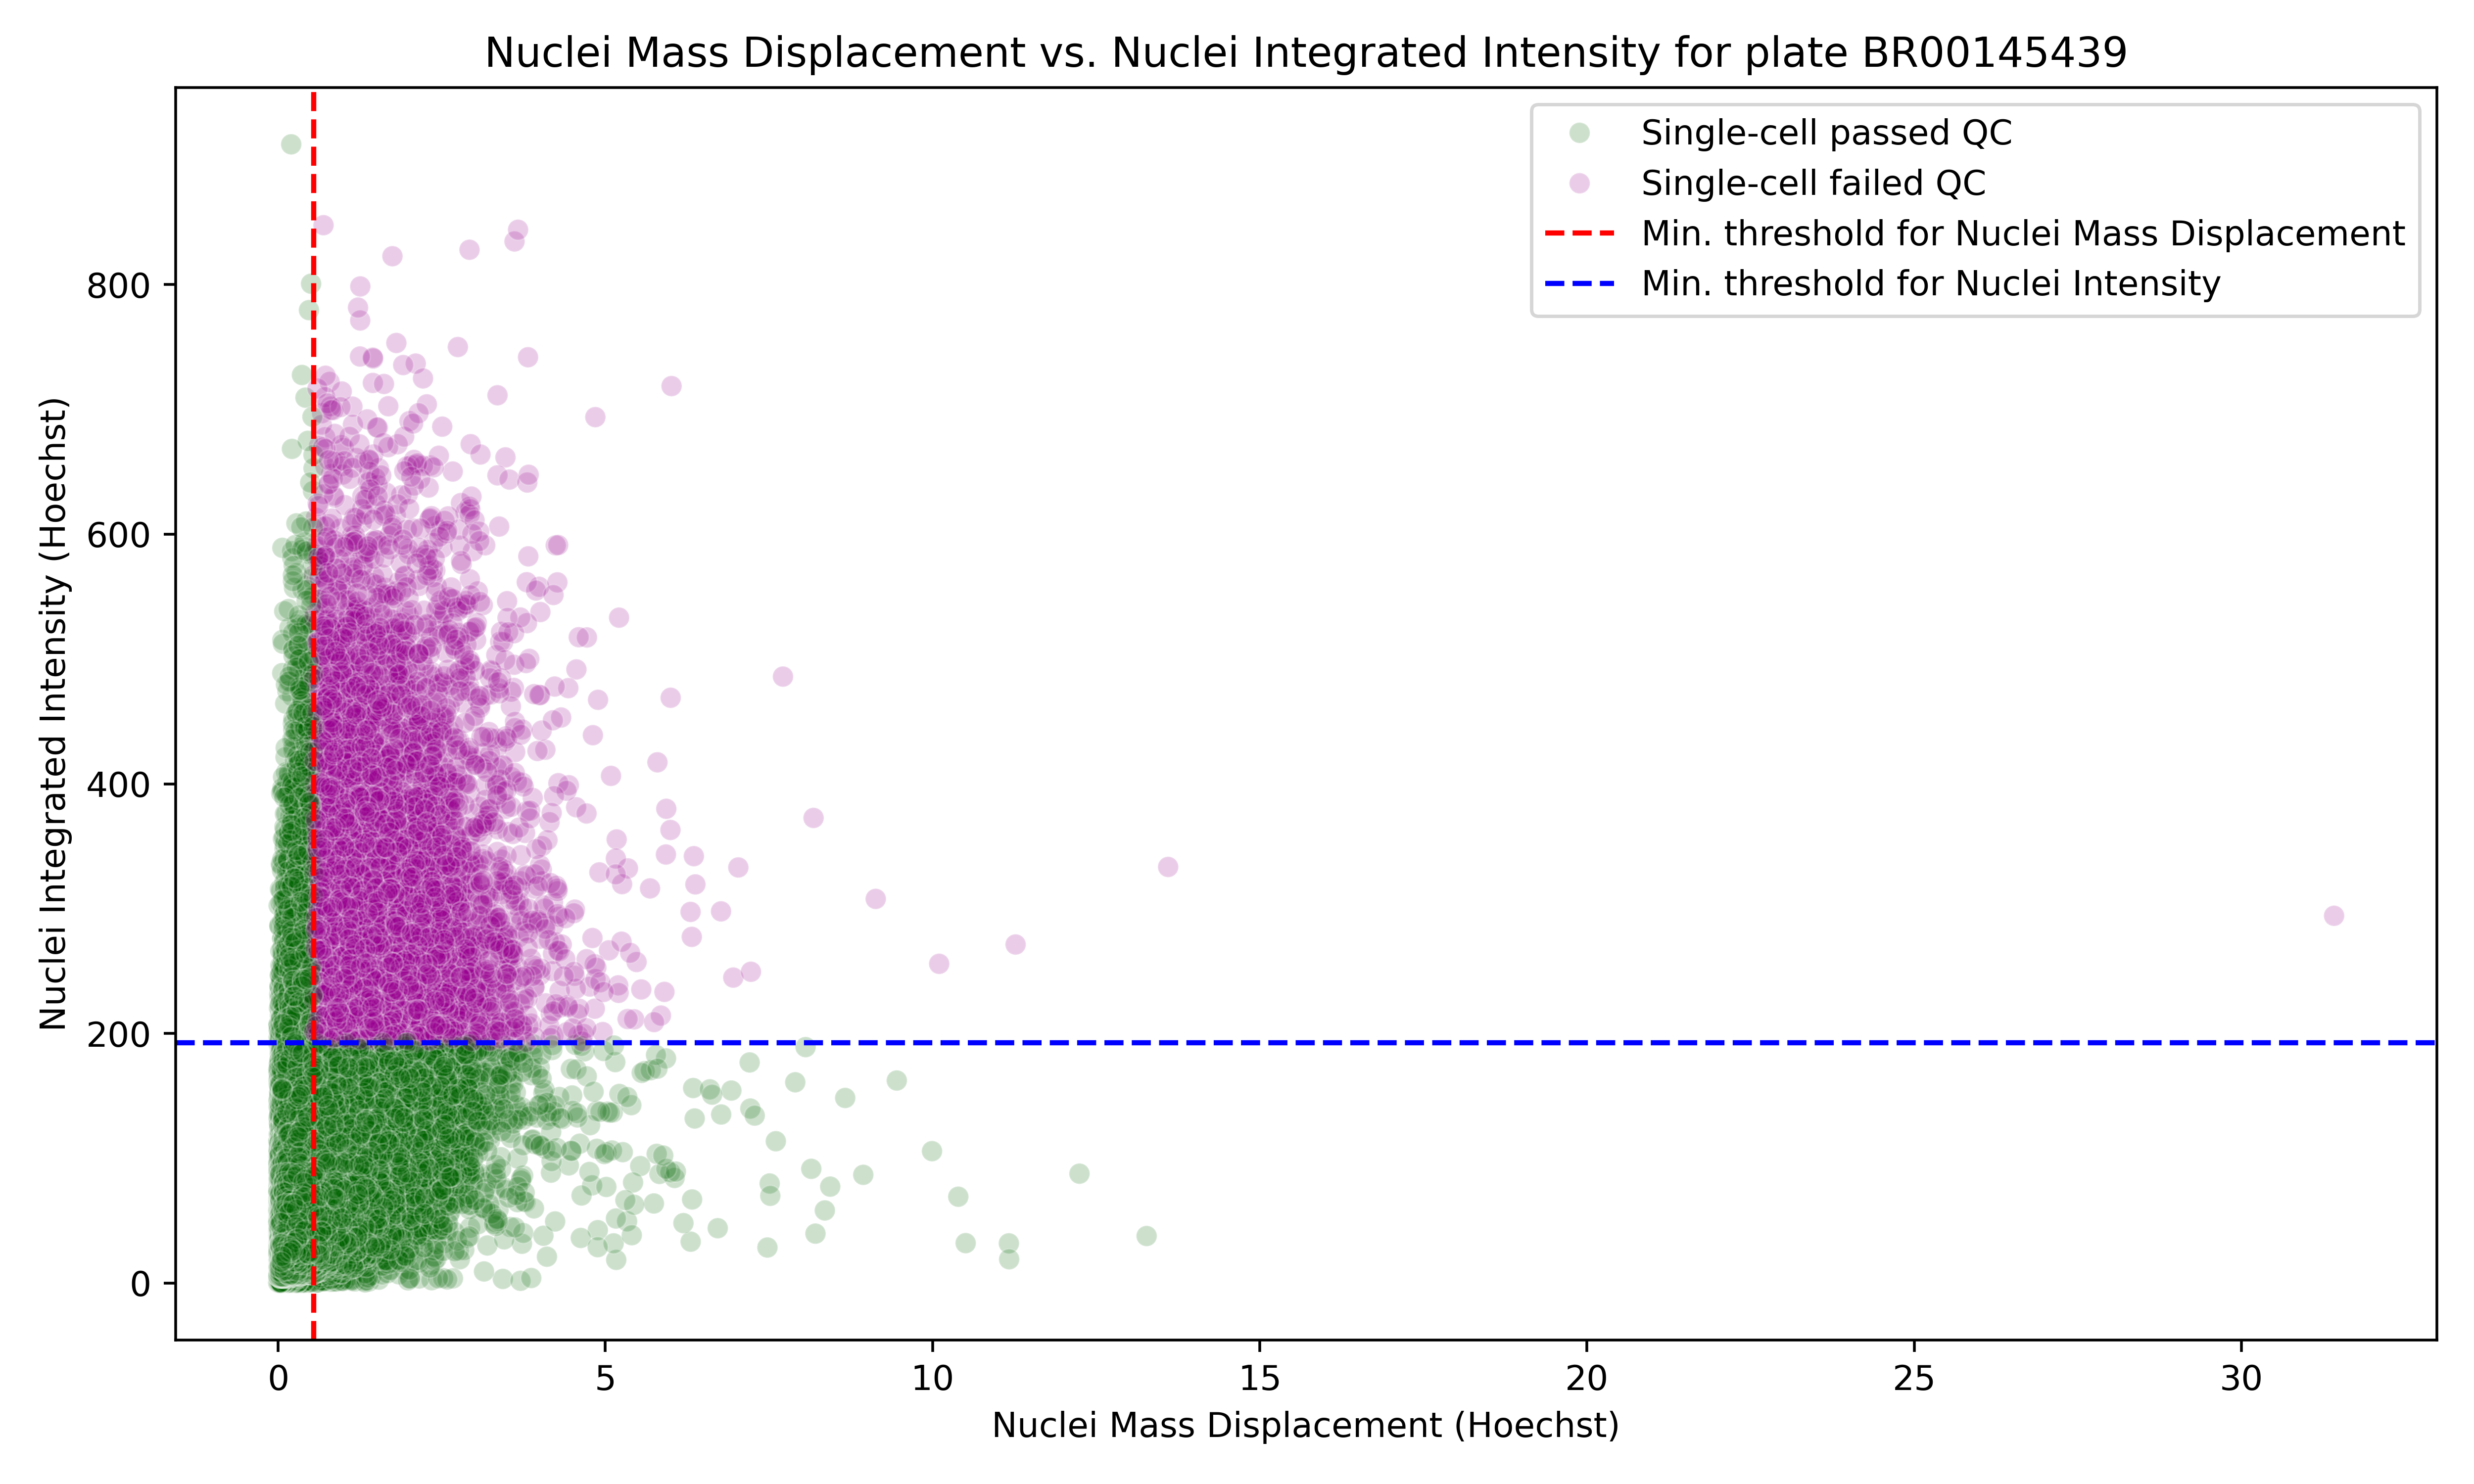 Nuclei Mass Displacement vs. Nuclei Integrated Intensity for plate BR00145439
Single-cell passed QC
Single-cell failed QC
Min. threshold for Nuclei Mass Displacement
Min. threshold for Nuclei Intensity
Nuclei Integrated Intensity (Hoechst)
800
600
400
200
0
0 5 10 15 20 25 30
Nuclei Mass Displacement (Hoechst)